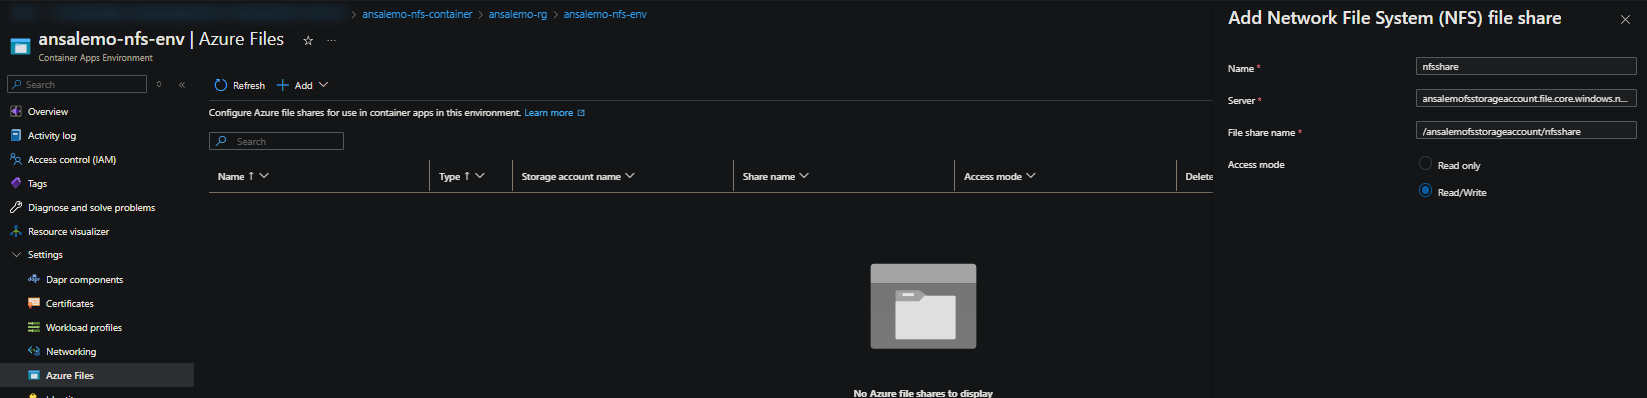 ansalemo-nfs-container > ansalemo-rg > ansalemo-nfs-env
ansalemo-nfs-env | Azure Files
Container Apps Environment
Search
Overview
Activity log
Access control (IAM)
Tags
Diagnose and solve problems
Resource visualizer
Settings
Dapr components
Certificates
Workload profiles
Networking
Azure Files
Refresh
Add
Configure Azure file shares for use in container apps in this environment. Learn more
Search
Name ↑ Type ↑ Storage account name Share name Access mode Delete
No Azure file shares to display
Add Network File System (NFS) file share
Name * nfsshare
Server * ansalemofsstorageaccount.file.core.windows.n...
File share name * /ansalemofsstorageaccount/nfsshare
Access mode Read only
Read/Write